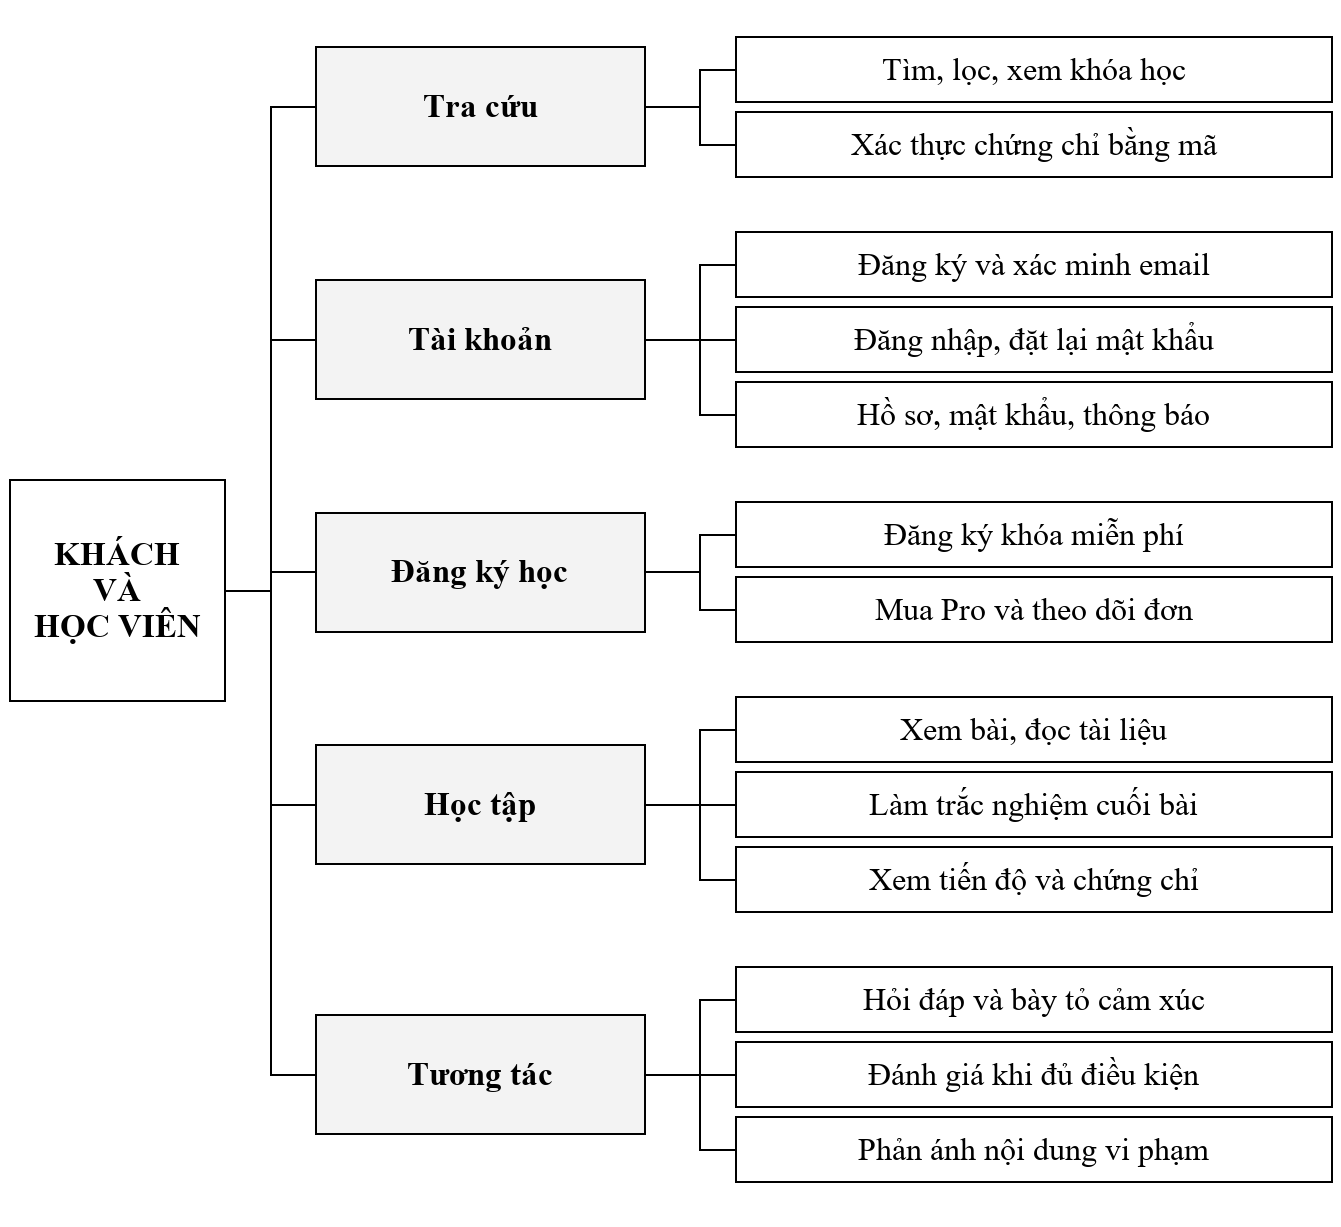 KHÁCH
VÀ
HỌC VIÊN
Tra cứu
Tìm, lọc, xem khóa học
Xác thực chứng chỉ bằng mã
Tài khoản
Đăng ký và xác minh email
Đăng nhập, đặt lại mật khẩu
Hồ sơ, mật khẩu, thông báo
Đăng ký học
Đăng ký khóa miễn phí
Mua Pro và theo dõi đơn
Học tập
Xem bài, đọc tài liệu
Làm trắc nghiệm cuối bài
Xem tiến độ và chứng chỉ
Tương tác
Hỏi đáp và bày tỏ cảm xúc
Đánh giá khi đủ điều kiện
Phản ánh nội dung vi phạm